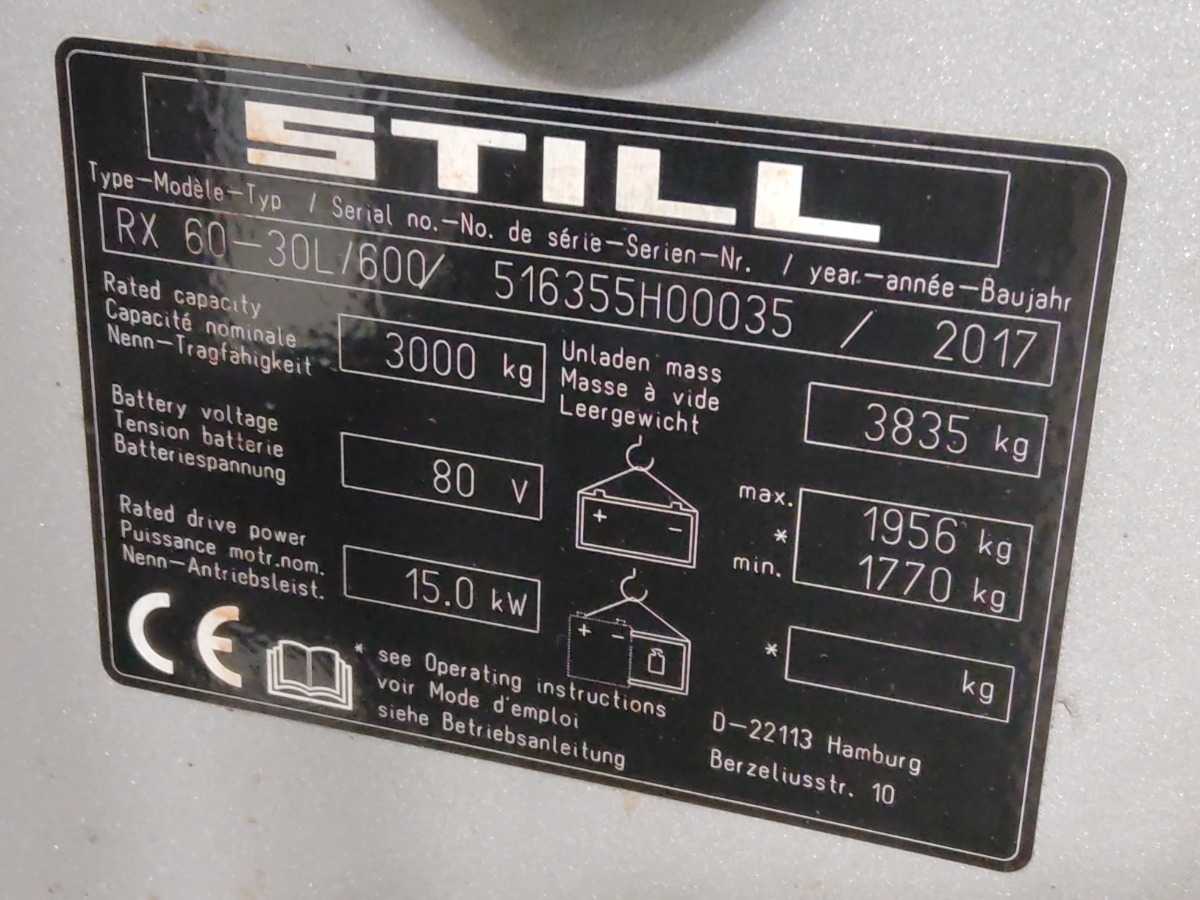 STILL
Type–Modèle–Typ / Serial no.–No. de série–Serien–Nr. / year–année–Baujahr
RX 60–30L/600/ 516355H00035 / 2017
Rated capacity
Capacité nominale
Nenn–Tragfähigkeit
3000 kg
Unladen mass
Masse à vide
Leergewicht
3835 kg
Battery voltage
Tension batterie
Batteriespannung
80 V
+ –
max.
*
min.
1956 kg
1770 kg
Rated drive power
Puissance motr.nom.
Nenn–Antriebsleist.
15.0 kW
+ –
* kg
CE
* see Operating instructions
voir Mode d'emploi
siehe Betriebsanleitung
D–22113 Hamburg
Berzeliusstr. 10